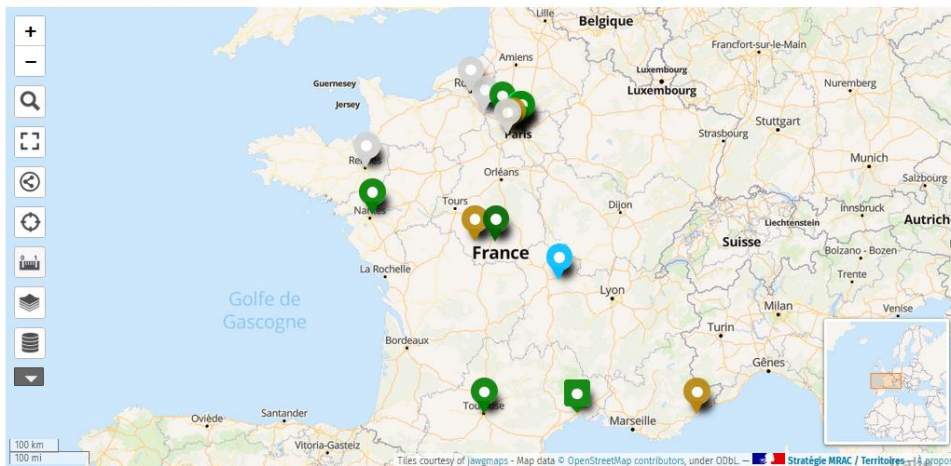 +
−
Lille
Belgique
Amiens
Francfort-sur-le-Main
Guernesey
Luxembourg
Luxembourg
Nuremberg
Jersey
Paris
Strasbourg
Stuttgart
Munich
Salzbourg
Orléans
Tours
Dijon
Nantes
Liechtenstein
Innsbruck
Autrich
Suisse
France
Bolzano - Bozen
Trente
La Rochelle
Lyon
Golfe de
Gascogne
Milan
Venise
Turin
Bordeaux
Gênes
Oviède
Santander
Toulouse
Marseille
Vitoria-Gasteiz
100 km
100 mi
Tiles courtesy of jawgmaps - Map data © OpenStreetMap contributors, under ODbL —
Stratégie MRAC / Territoires